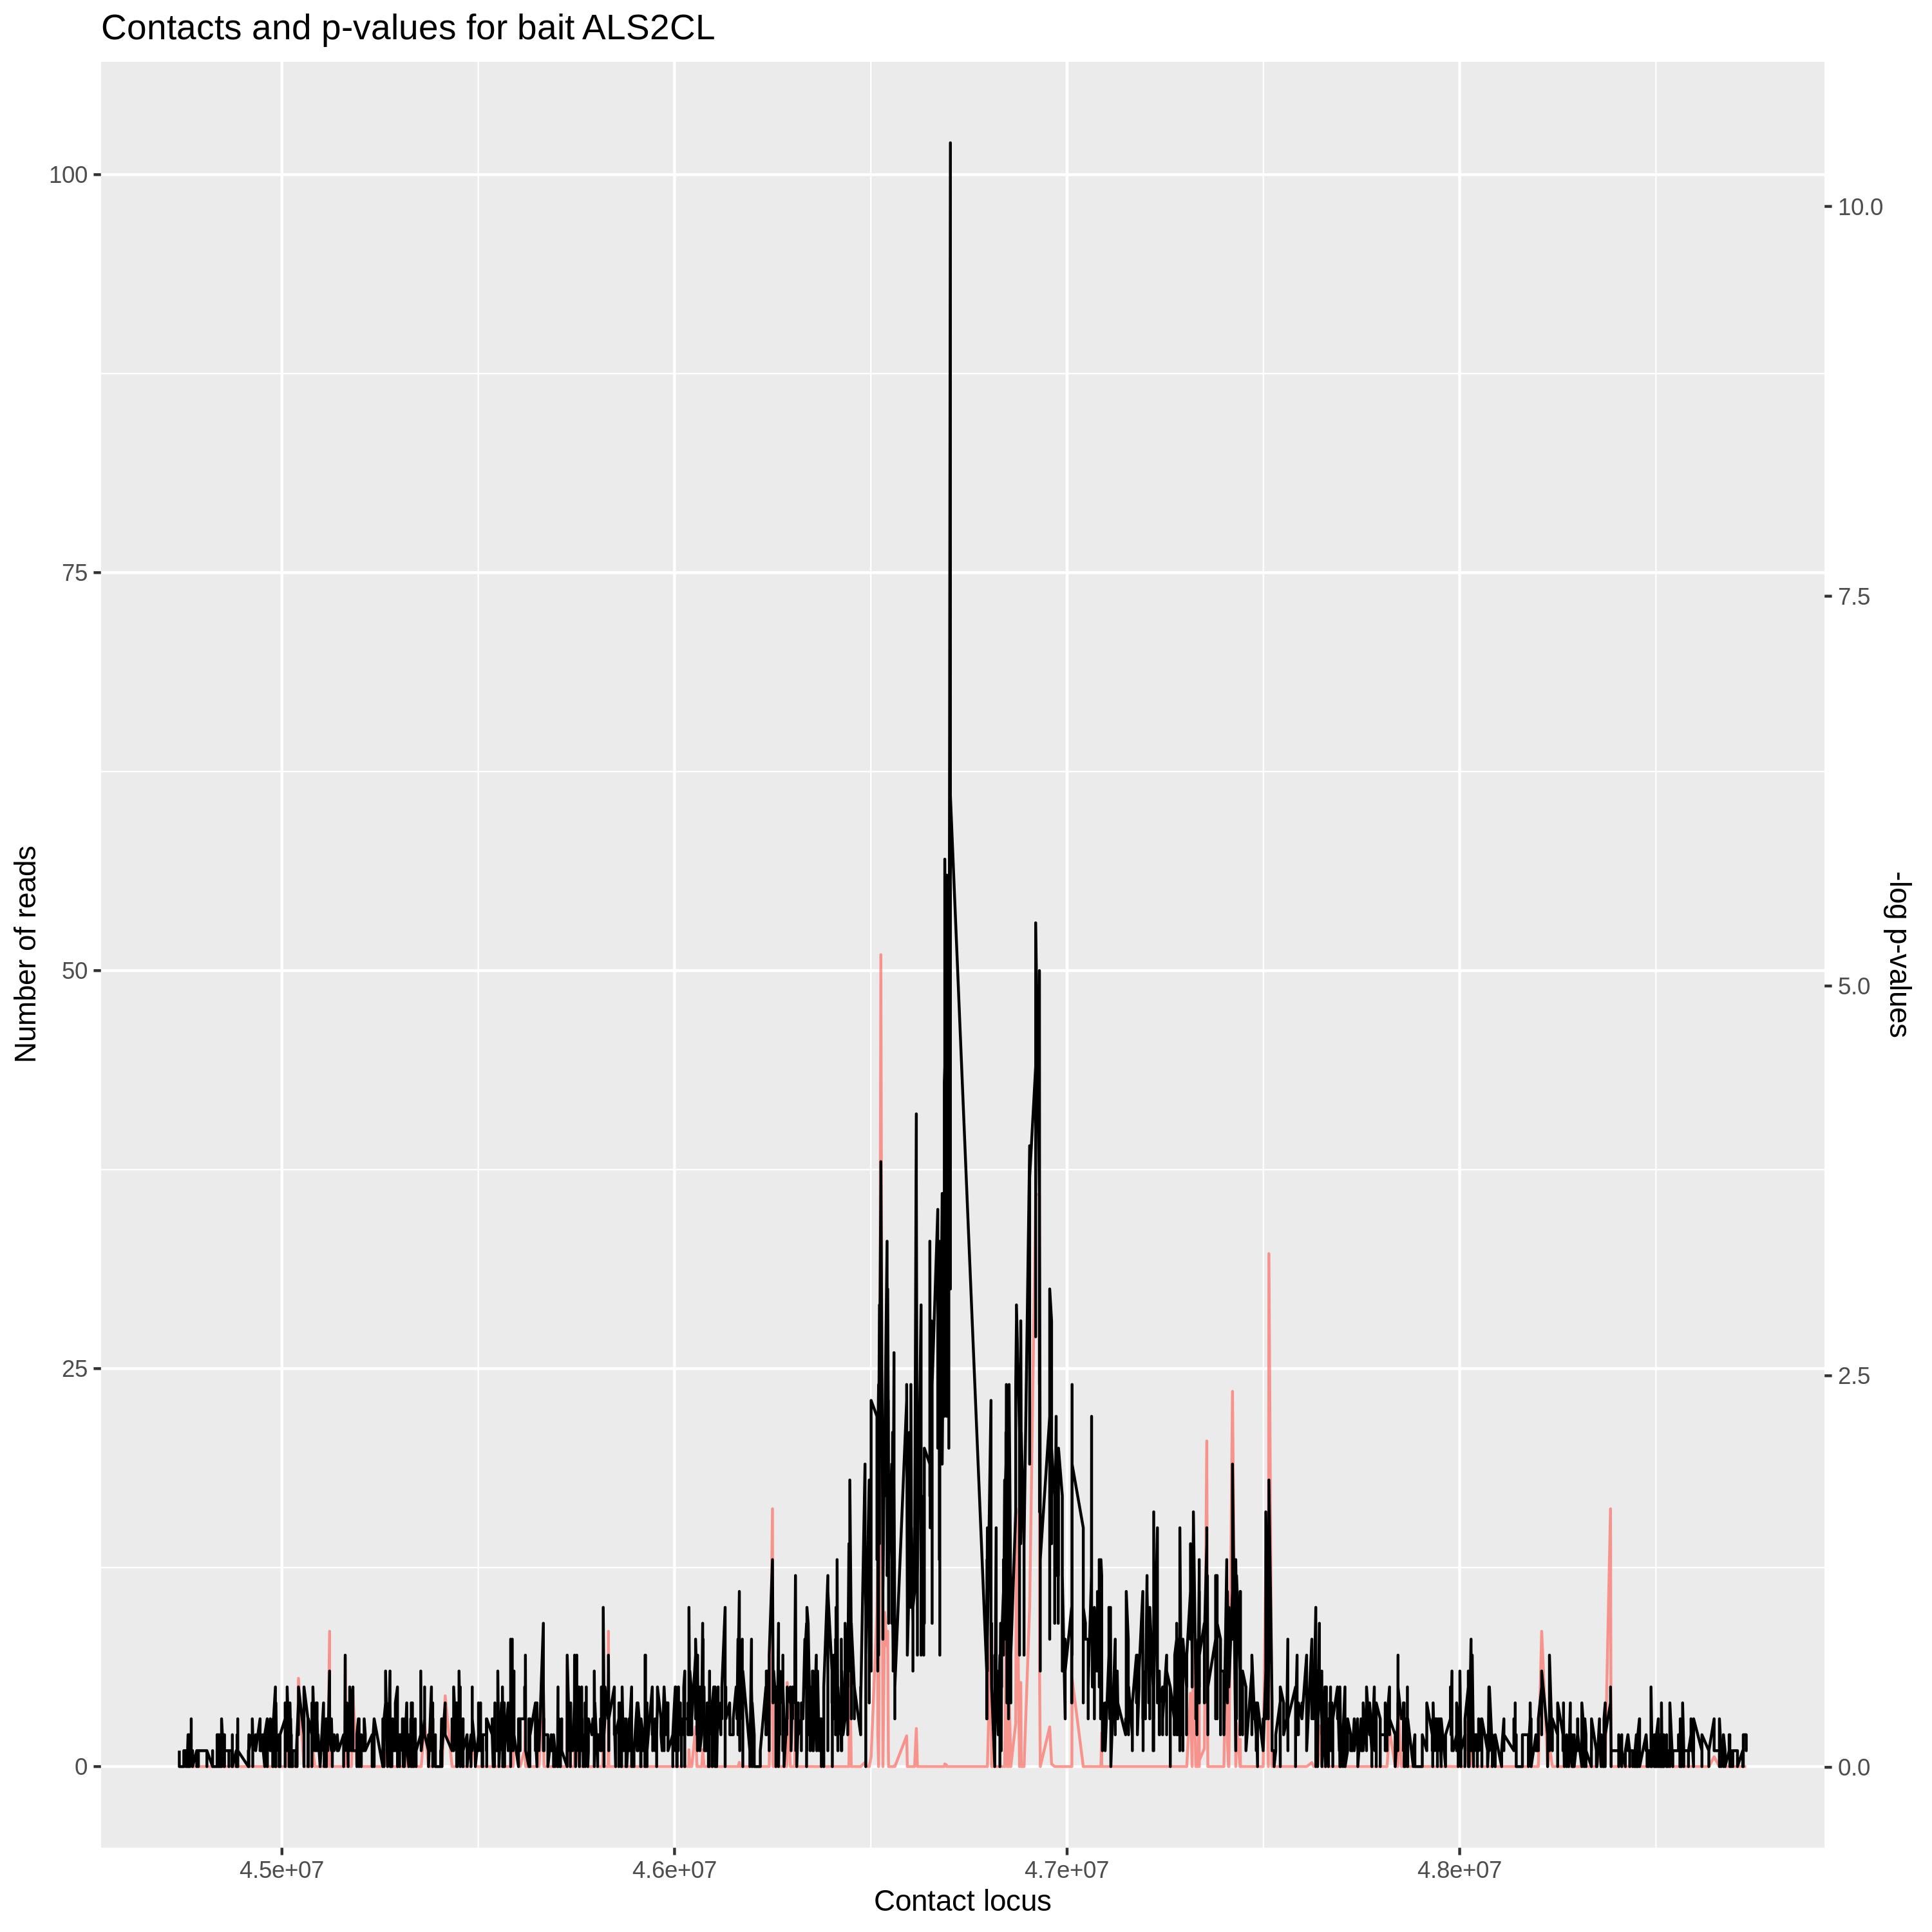 Contacts and p-values for bait ALS2CL
100
75
50
25
0
Number of reads
10.0
7.5
5.0
2.5
0.0
-log p-values
4.5e+07
4.6e+07
4.7e+07
4.8e+07
Contact locus